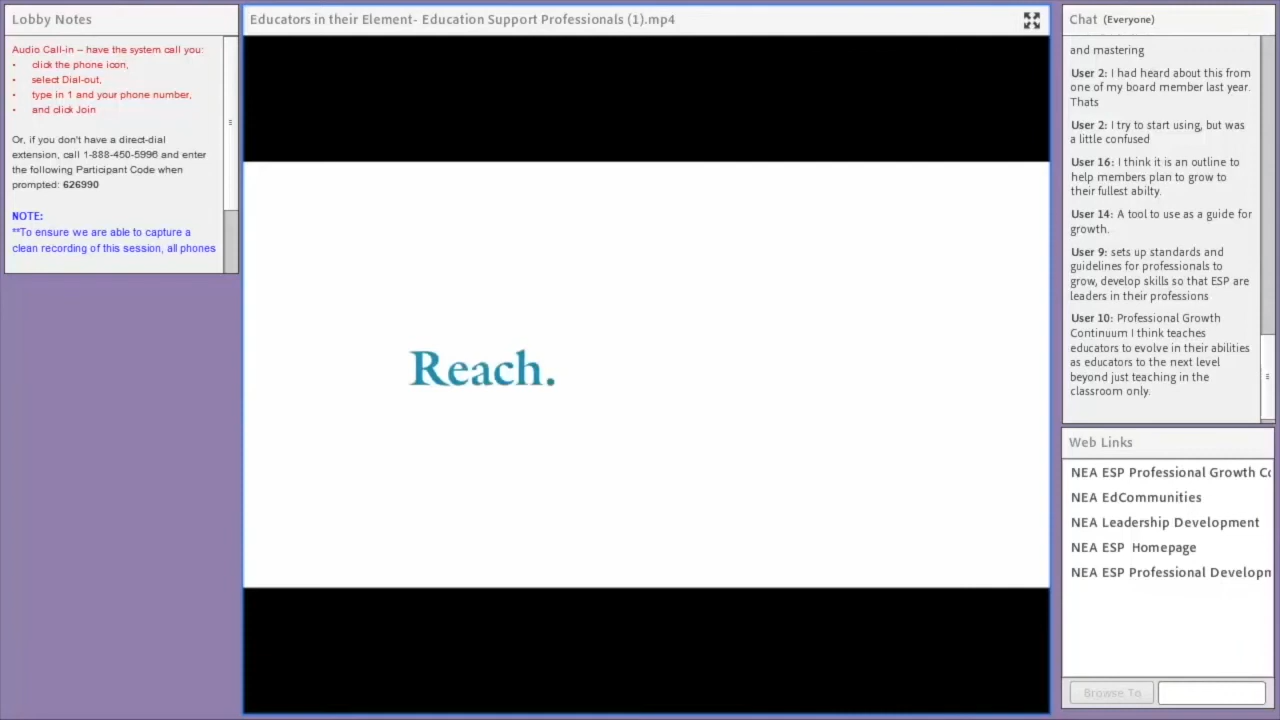 Lobby Notes
Audio Call-in – have the system call you:
• click the phone icon,
• select Dial-out,
• type in 1 and your phone number,
• and click Join
Or, if you don't have a direct-dial
extension, call 1-888-450-5996 and enter
the following Participant Code when
prompted: 626990
NOTE:
**To ensure we are able to capture a
clean recording of this session, all phones
Educators in their Element- Education Support Professionals (1).mp4
Reach.
Chat (Everyone)
and mastering
User 2: I had heard about this from
one of my board member last year.
Thats
User 2: I try to start using, but was
a little confused
User 16: I think it is an outline to
help members plan to grow to
their fullest abilty.
User 14: A tool to use as a guide for
growth.
User 9: sets up standards and
guidelines for professionals to
grow, develop skills so that ESP are
leaders in their professions
User 10: Professional Growth
Continuum I think teaches
educators to evolve in their abilities
as educators to the next level
beyond just teaching in the
classroom only.
Web Links
NEA ESP Professional Growth Co
NEA EdCommunities
NEA Leadership Development
NEA ESP Homepage
NEA ESP Professional Developn
Browse To